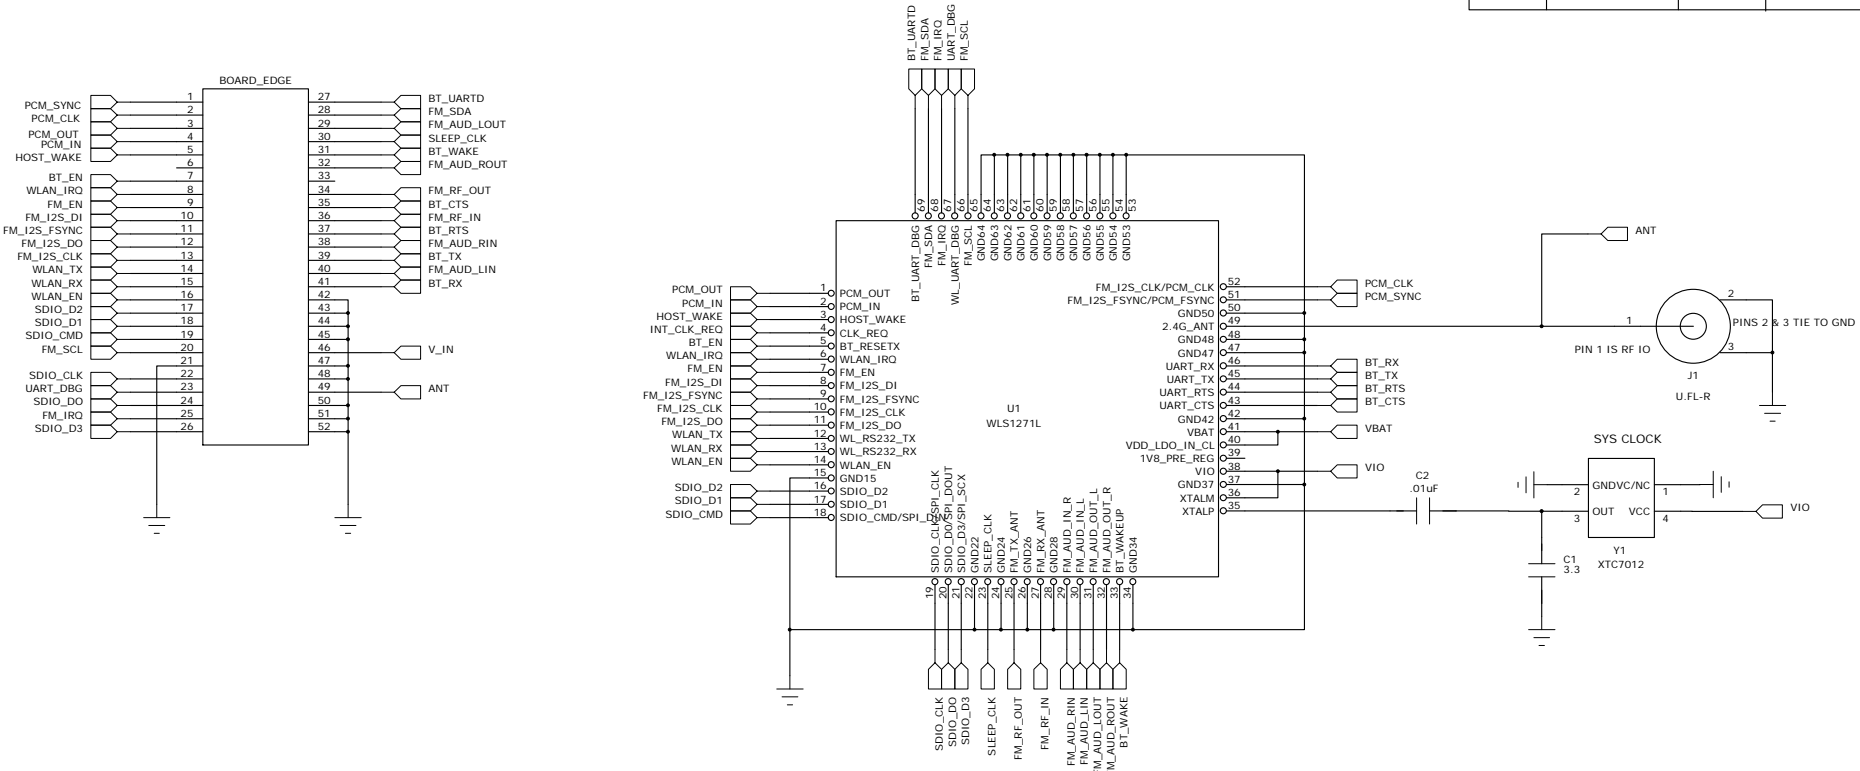 BOARD_EDGE
PCM_SYNC 1
PCM_CLK 2
PCM_OUT 3
PCM_IN 4
HOST_WAKE 5
6
BT_EN 7
WLAN_IRQ 8
FM_EN 9
FM_I2S_DI 10
FM_I2S_FSYNC 11
FM_I2S_DO 12
FM_I2S_CLK 13
WLAN_TX 14
WLAN_RX 15
WLAN_EN 16
SDIO_D2 17
SDIO_D1 18
SDIO_CMD 19
FM_SCL 20
21
SDIO_CLK 22
UART_DBG 23
SDIO_DO 24
FM_IRQ 25
SDIO_D3 26
27 BT_UARTD
28 FM_SDA
29 FM_AUD_LOUT
30 SLEEP_CLK
31 BT_WAKE
32 FM_AUD_ROUT
33
34 FM_RF_OUT
35 BT_CTS
36 FM_RF_IN
37 BT_RTS
38 FM_AUD_RIN
39 BT_TX
40 FM_AUD_LIN
41 BT_RX
42
43
44
45
46 V_IN
47
48
49 ANT
50
51
52
BT_UARTD
FM_SDA
FM_IRQ
UART_DBG
FM_SCL
69
68
67
66
65
64
63
62
61
60
59
58
57
56
55
54
53
BT_UART_DBG
FM_SDA
FM_IRQ
WL_UART_DBG
FM_SCL
GND64
GND63
GND62
GND61
GND60
GND59
GND58
GND57
GND56
GND55
GND54
GND53
PCM_OUT 1 PCM_OUT
PCM_IN 2 PCM_IN
HOST_WAKE 3 HOST_WAKE
INT_CLK_REQ 4 CLK_REQ
BT_EN 5 BT_RESETX
WLAN_IRQ 6 WLAN_IRQ
FM_EN 7 FM_EN
FM_I2S_DI 8 FM_I2S_DI
FM_I2S_FSYNC 9 FM_I2S_FSYNC
FM_I2S_CLK 10 FM_I2S_CLK
FM_I2S_DO 11 FM_I2S_DO
WLAN_TX 12 WL_RS232_TX
WLAN_RX 13 WL_RS232_RX
WLAN_EN 14 WLAN_EN
15 GND15
SDIO_D2 16 SDIO_D2
SDIO_D1 17 SDIO_D1
SDIO_CMD 18 SDIO_CMD/SPI_DIN
U1
WLS1271L
FM_I2S_CLK/PCM_CLK 52 PCM_CLK
FM_I2S_FSYNC/PCM_FSYNC 51 PCM_SYNC
GND50 50
2.4G_ANT 49
GND48 48
GND47 47
UART_RX 46 BT_RX
UART_TX 45 BT_TX
UART_RTS 44 BT_RTS
UART_CTS 43 BT_CTS
GND42 42
VBAT 41 VBAT
VDD_LDO_IN_CL 40
1V8_PRE_REG 39
VIO 38 VIO
GND37 37
XTALM 36
XTALP 35
SDIO_CLK/SPI_CLK
SDIO_D0/SPI_DOUT
SDIO_D3/SPI_SCX
GND22
SLEEP_CLK
GND24
FM_TX_ANT
GND26
FM_RX_ANT
GND28
FM_AUD_IN_R
FM_AUD_IN_L
FM_AUD_OUT_L
FM_AUD_OUT_R
BT_WAKEUP
GND34
19
20
21
22
23
24
25
26
27
28
29
30
31
32
33
34
SDIO_CLK
SDIO_DO
SDIO_D3
SLEEP_CLK
FM_RF_OUT
FM_RF_IN
FM_AUD_RIN
FM_AUD_LIN
FM_AUD_LOUT
M_AUD_ROUT
BT_WAKE
ANT
1
2
3
PINS 2 & 3 TIE TO GND
PIN 1 IS RF IO
J1
U.FL-R
SYS CLOCK
C2
.01uF
2 GND VC/NC 1
3 OUT VCC 4
VIO
Y1
XTC7012
C1
3.3